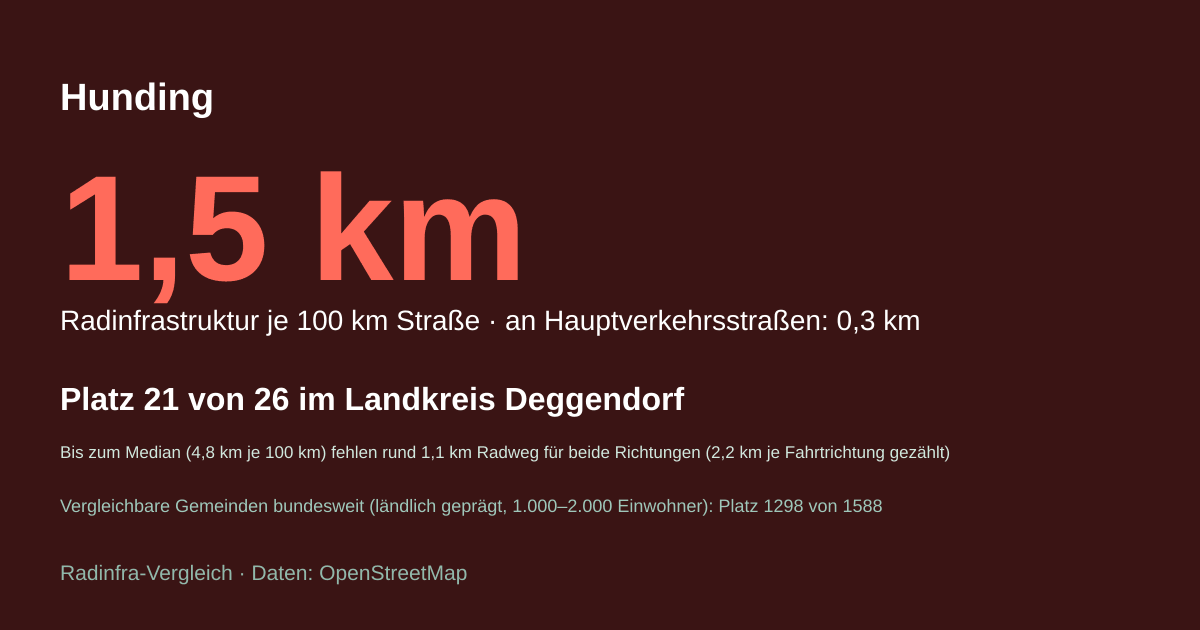 Hunding
1,5 km
Radinfrastruktur je 100 km Straße · an Hauptverkehrsstraßen: 0,3 km
Platz 21 von 26 im Landkreis Deggendorf
Bis zum Median (4,8 km je 100 km) fehlen rund 1,1 km Radweg für beide Richtungen (2,2 km je Fahrtrichtung gezählt)
Vergleichbare Gemeinden bundesweit (ländlich geprägt, 1.000–2.000 Einwohner): Platz 1298 von 1588
Radinfra-Vergleich · Daten: OpenStreetMap